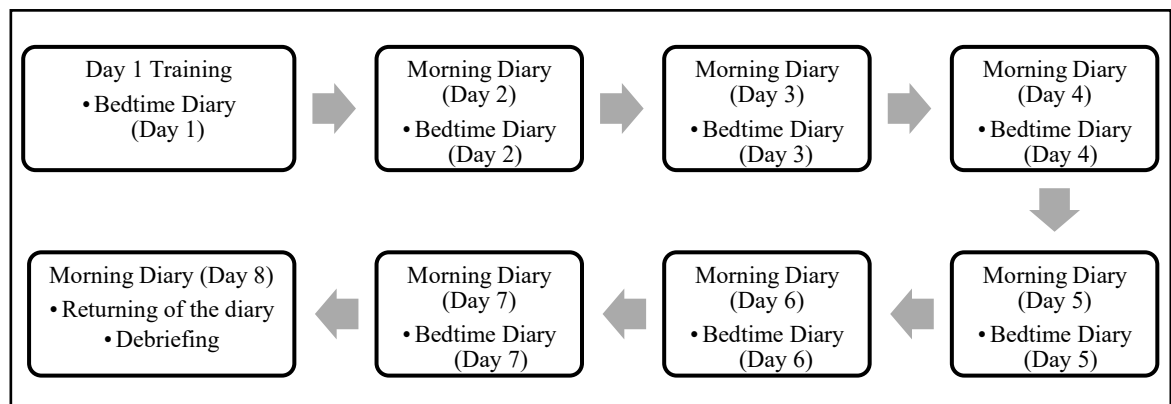 Day 1 Training
• Bedtime Diary
(Day 1)
Morning Diary
(Day 2)
• Bedtime Diary
(Day 2)
Morning Diary
(Day 3)
• Bedtime Diary
(Day 3)
Morning Diary
(Day 4)
• Bedtime Diary
(Day 4)
Morning Diary
(Day 5)
• Bedtime Diary
(Day 5)
Morning Diary
(Day 6)
• Bedtime Diary
(Day 6)
Morning Diary
(Day 7)
• Bedtime Diary
(Day 7)
Morning Diary (Day 8)
• Returning of the diary
• Debriefing